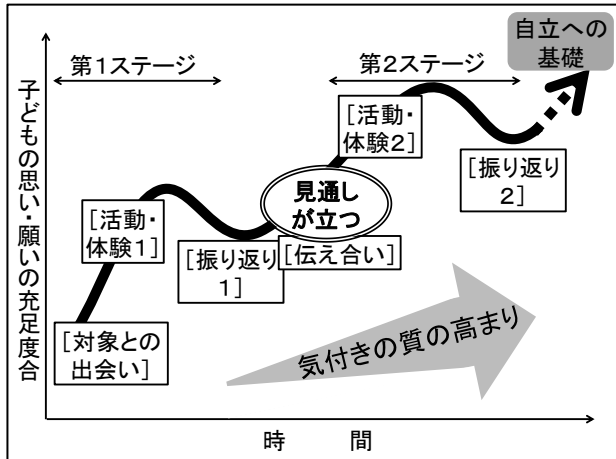 自立への
基礎
第1ステージ
第2ステージ
子どもの思い・願いの充足度合
[活動・
体験2]
見通し
が立つ
[振り返り
2]
[活動・
体験1]
[振り返り
1]
[伝え合い]
[対象との
出会い]
気付きの質の高まり
時　間